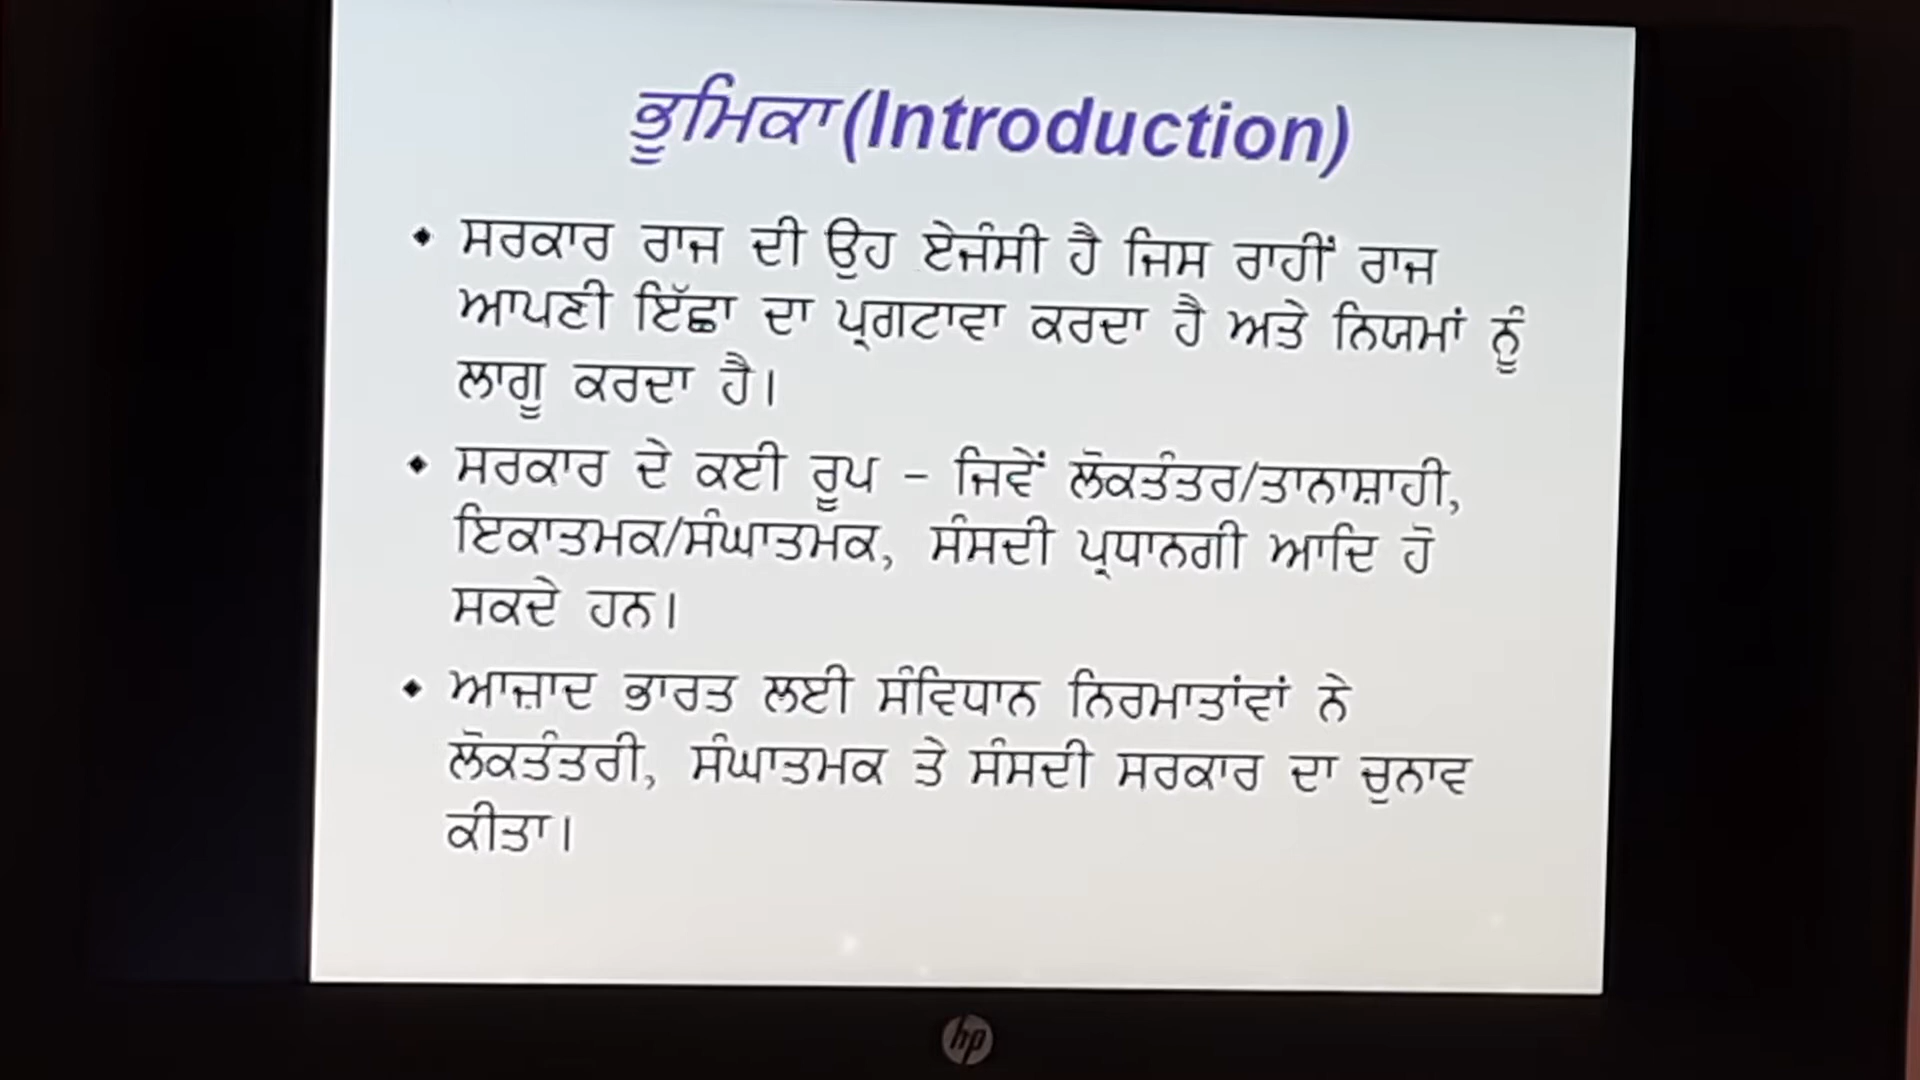 ਭੂਮਿਕਾ (Introduction)
• ਸਰਕਾਰ ਰਾਜ ਦੀ ਉਹ ਏਜੰਸੀ ਹੈ ਜਿਸ ਰਾਹੀਂ ਰਾਜ
ਆਪਣੀ ਇੱਛਾ ਦਾ ਪ੍ਰਗਟਾਵਾ ਕਰਦਾ ਹੈ ਅਤੇ ਨਿਯਮਾਂ ਨੂੰ
ਲਾਗੂ ਕਰਦਾ ਹੈ।
• ਸਰਕਾਰ ਦੇ ਕਈ ਰੂਪ – ਜਿਵੇਂ ਲੋਕਤੰਤਰ/ਤਾਨਾਸ਼ਾਹੀ,
ਇਕਾਤਮਕ/ਸੰਘਾਤਮਕ, ਸੰਸਦੀ ਪ੍ਰਧਾਨਗੀ ਆਦਿ ਹੋ
ਸਕਦੇ ਹਨ।
• ਆਜ਼ਾਦ ਭਾਰਤ ਲਈ ਸੰਵਿਧਾਨ ਨਿਰਮਾਤਾਂਵਾਂ ਨੇ
ਲੋਕਤੰਤਰੀ, ਸੰਘਾਤਮਕ ਤੇ ਸੰਸਦੀ ਸਰਕਾਰ ਦਾ ਚੁਨਾਵ
ਕੀਤਾ।
hp